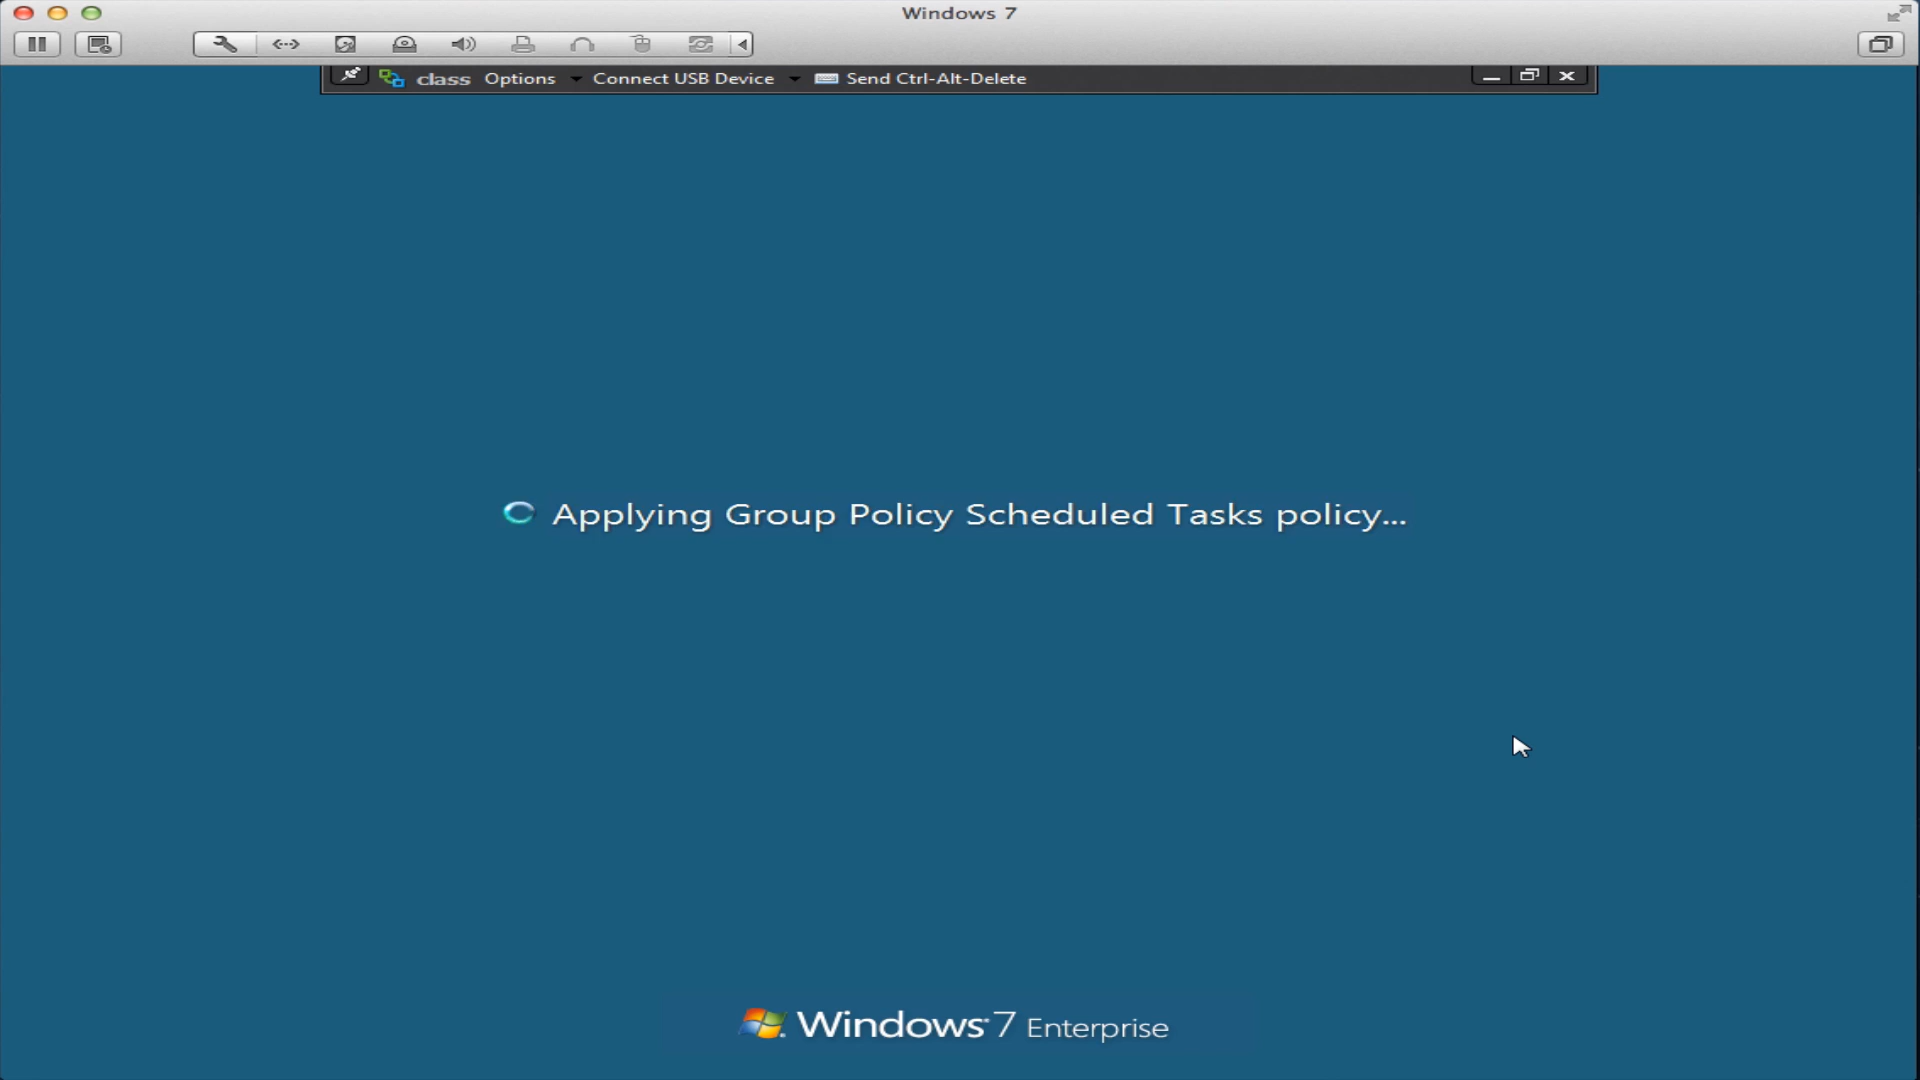 Windows 7
class Options Connect USB Device Send Ctrl-Alt-Delete
Applying Group Policy Scheduled Tasks policy...
Windows 7 Enterprise